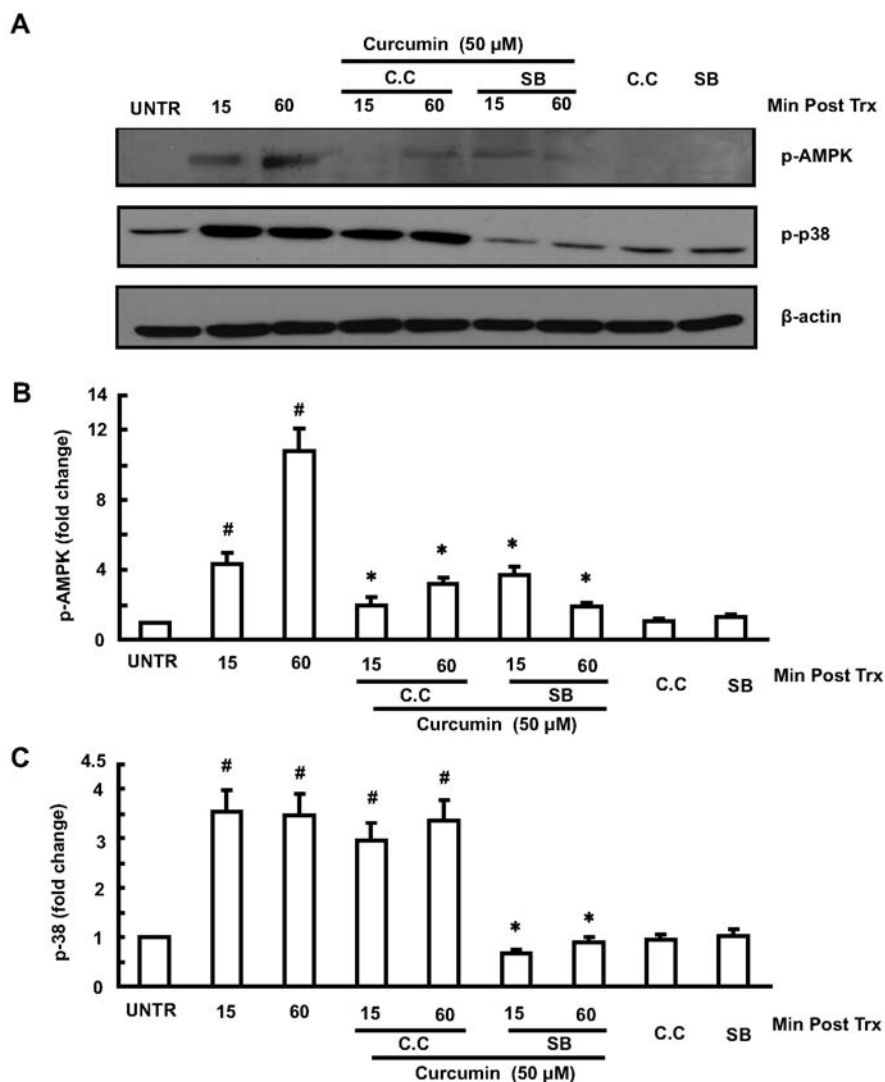 A
Curcumin (50 µM)
C.C SB C.C SB
UNTR 15 60 15 60 15 60 Min Post Trx
p-AMPK
p-p38
β-actin
B
14
12
8
4
2
0
p-AMPK (fold change)
# # * * * *
UNTR 15 60 15 60 15 60 C.C SB Min Post Trx
C.C SB
Curcumin (50 µM)
C
4.5
4
3
2
1
0
p-38 (fold change)
# # # # * *
UNTR 15 60 15 60 15 60 C.C SB Min Post Trx
C.C SB
Curcumin (50 µM)